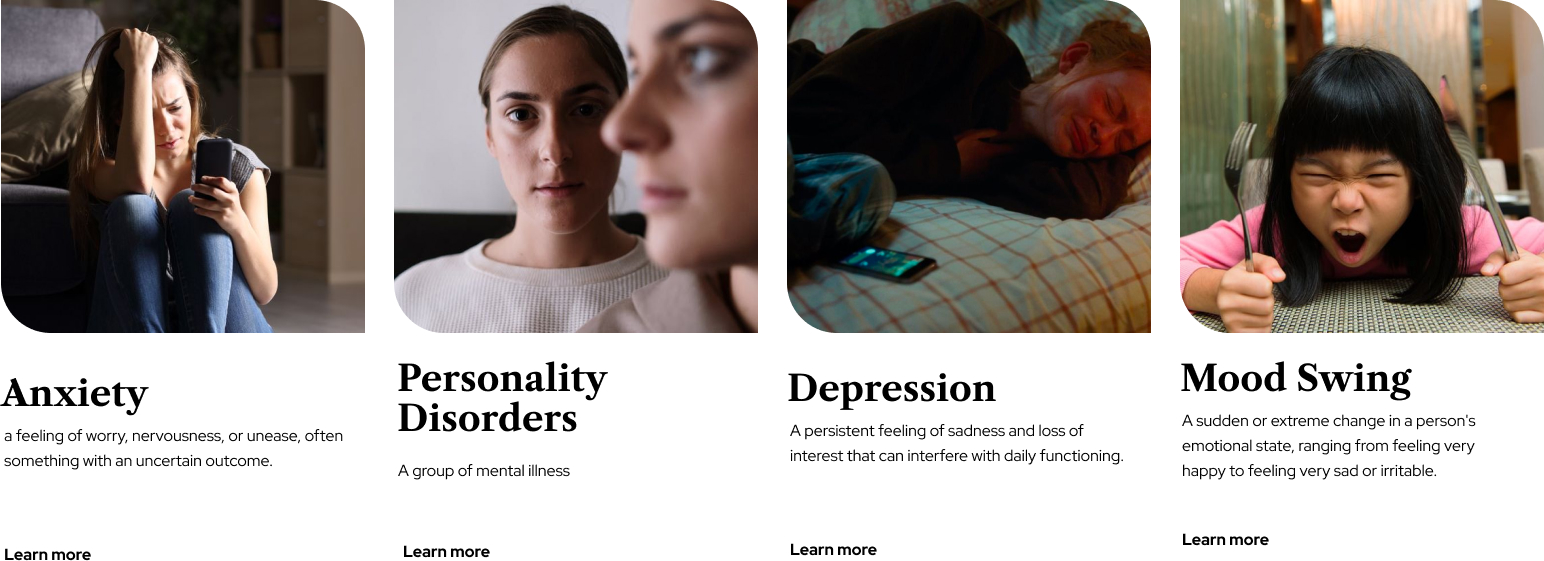 Anxiety
a feeling of worry, nervousness, or unease, often
something with an uncertain outcome.
Learn more
Personality
Disorders
A group of mental illness
Learn more
Depression
A persistent feeling of sadness and loss of
interest that can interfere with daily functioning.
Learn more
Mood Swing
A sudden or extreme change in a person's
emotional state, ranging from feeling very
happy to feeling very sad or irritable.
Learn more